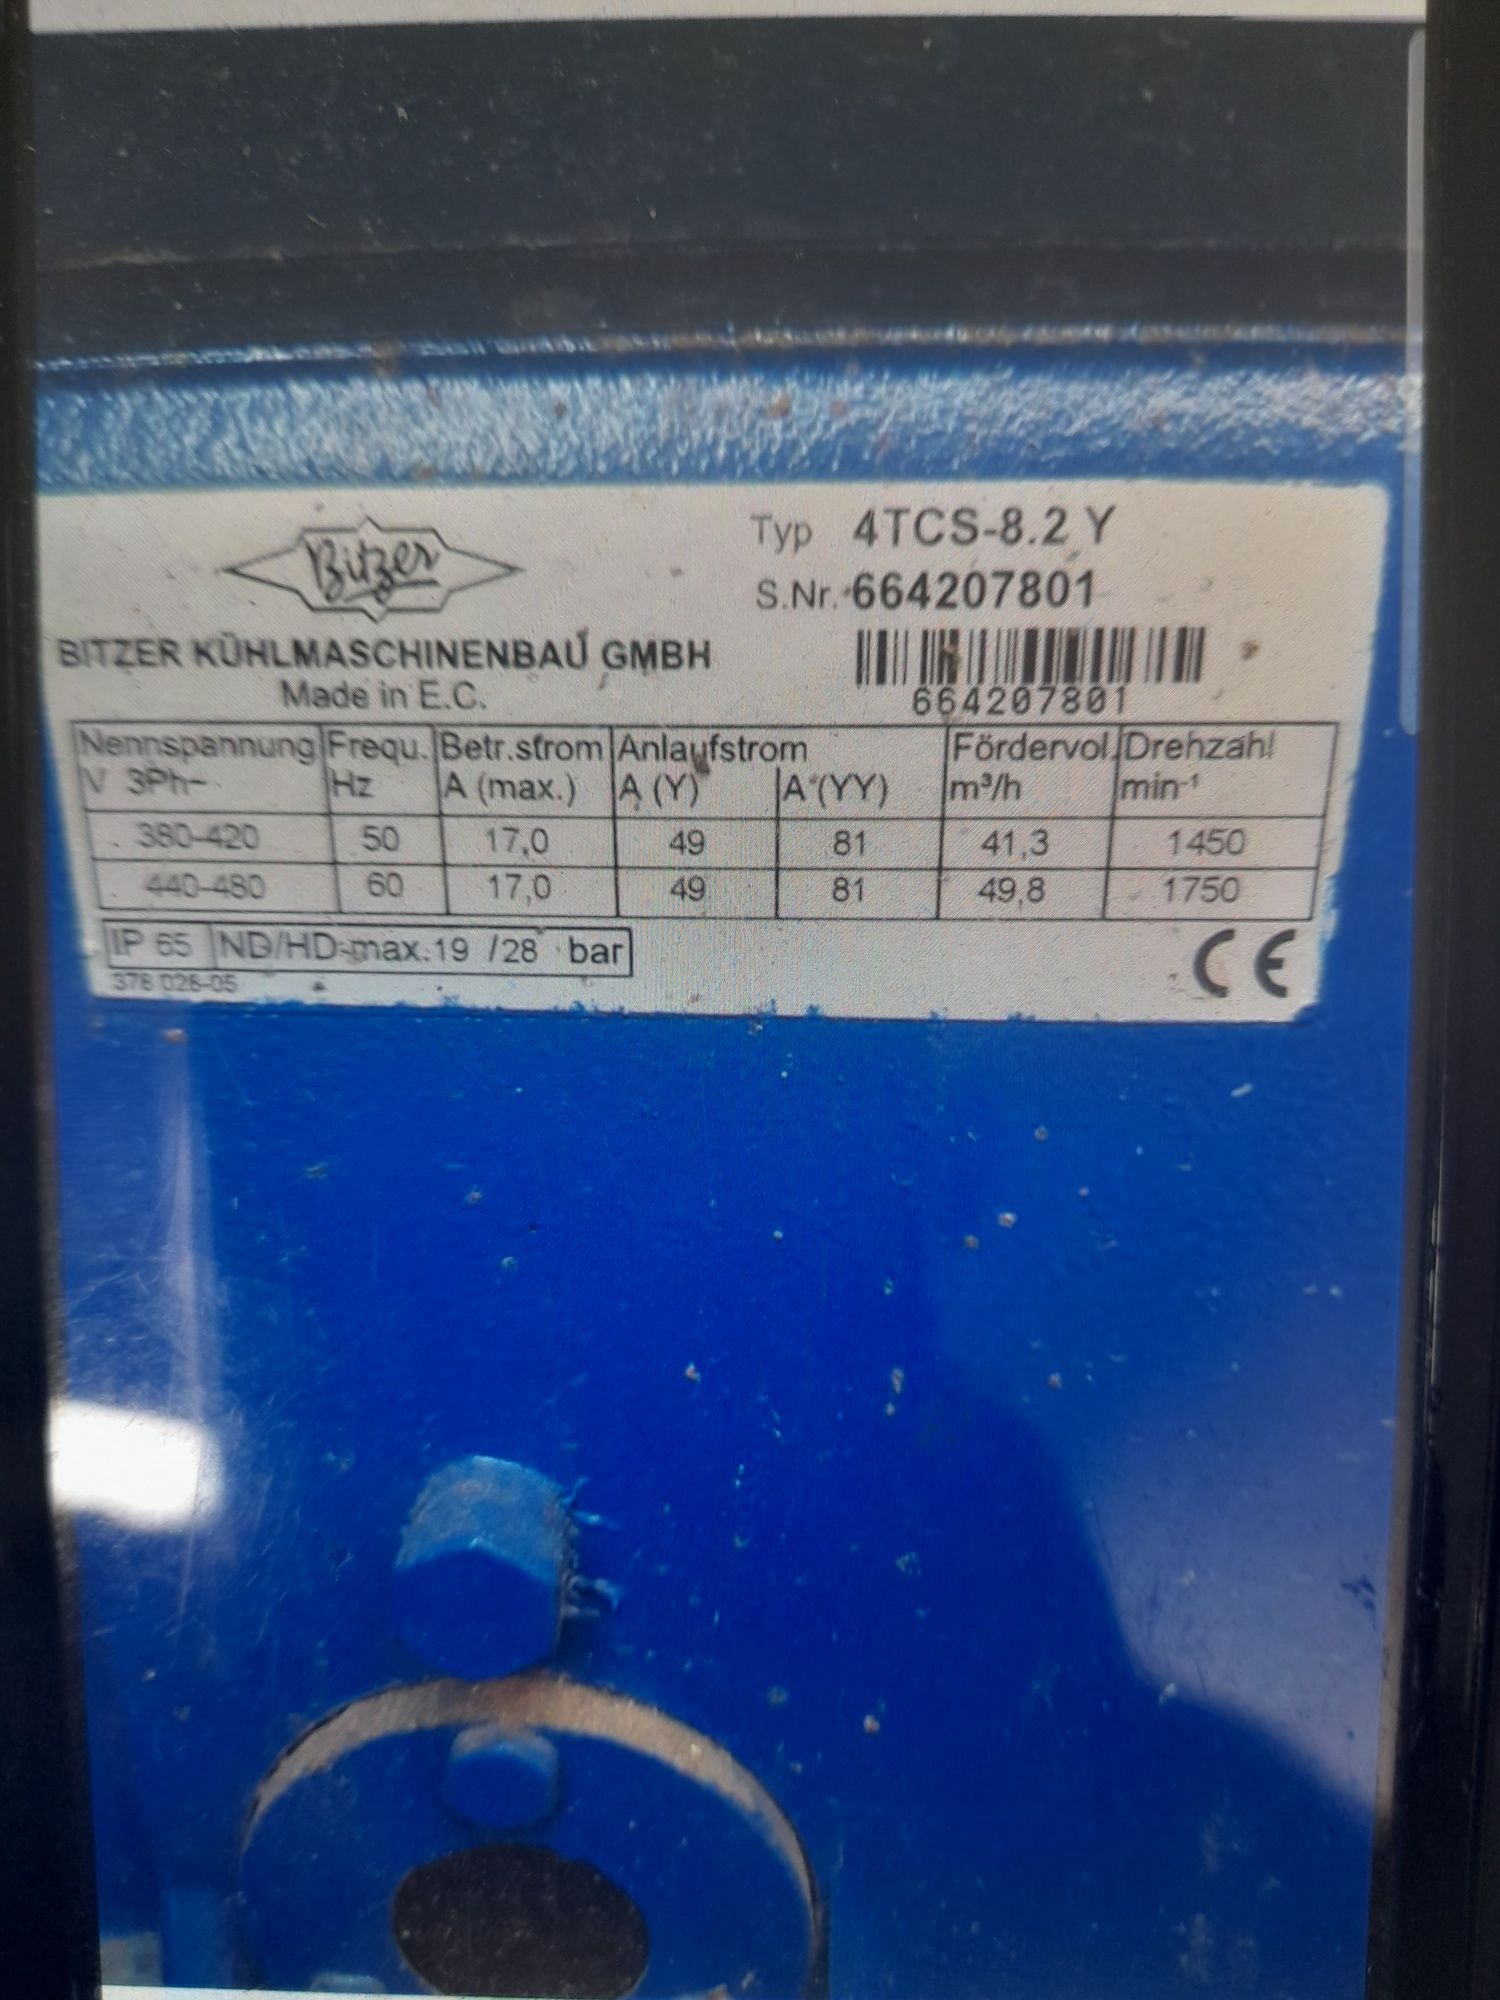 Bitzer
Typ 4TCS-8.2 Y
S.Nr. 664207801
BITZER KÜHLMASCHINENBAU GMBH
Made in E.C.
664207801
Nennspannung Frequ. Betr.strom Anlaufstrom Fördervol. Drehzahl
V 3Ph~ Hz A (max.) A (Y) A (YY) m³/h min-¹
380-420 50 17,0 49 81 41,3 1450
440-480 60 17,0 49 81 49,8 1750
IP 65 ND/HD-max. 19 /28 bar
378 026-05
CE